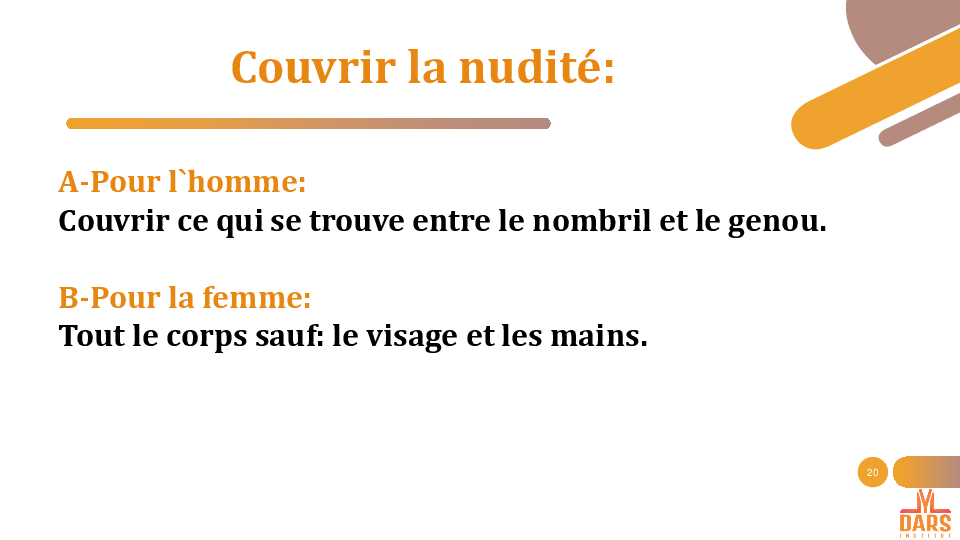 Couvrir la nudité:
A-Pour l`homme:
Couvrir ce qui se trouve entre le nombril et le genou.
B-Pour la femme:
Tout le corps sauf: le visage et les mains.
20
DARS
INSTITUT